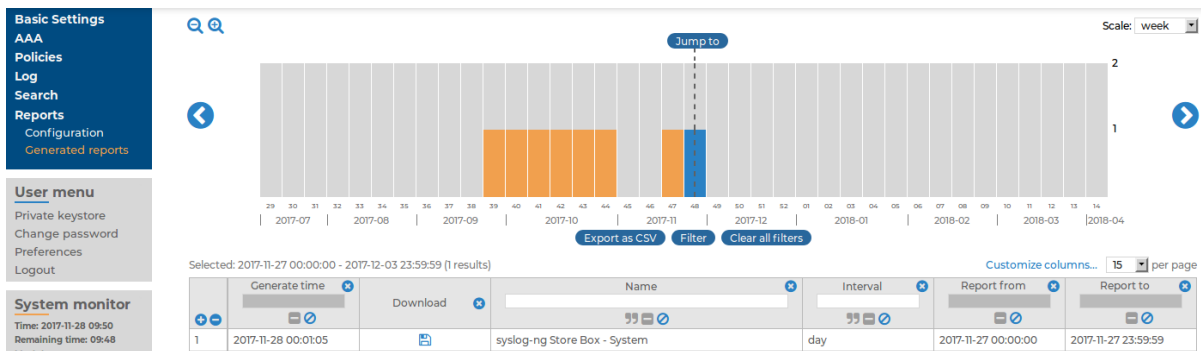 Basic Settings
AAA
Policies
Log
Search
Reports
Configuration
Generated reports
User menu
Private keystore
Change password
Preferences
Logout
System monitor
Time: 2017-11-28 09:50
Remaining time: 09:48
Scale: week
Jump to
2
1
29 30 31 32 33 34 35 36 37 38 39 40 41 42 43 44 45 46 47 48 49 50 51 52 01 02 03 04 05 06 07 08 09 10 11 12 13 14
2017-07 2017-08 2017-09 2017-10 2017-11 2017-12 2018-01 2018-02 2018-03 2018-04
Export as CSV Filter Clear all filters
Selected: 2017-11-27 00:00:00 - 2017-12-03 23:59:59 (1 results)
Customize columns... 15 per page
Generate time Download Name Interval Report from Report to
1 2017-11-28 00:01:05 syslog-ng Store Box - System day 2017-11-27 00:00:00 2017-11-27 23:59:59